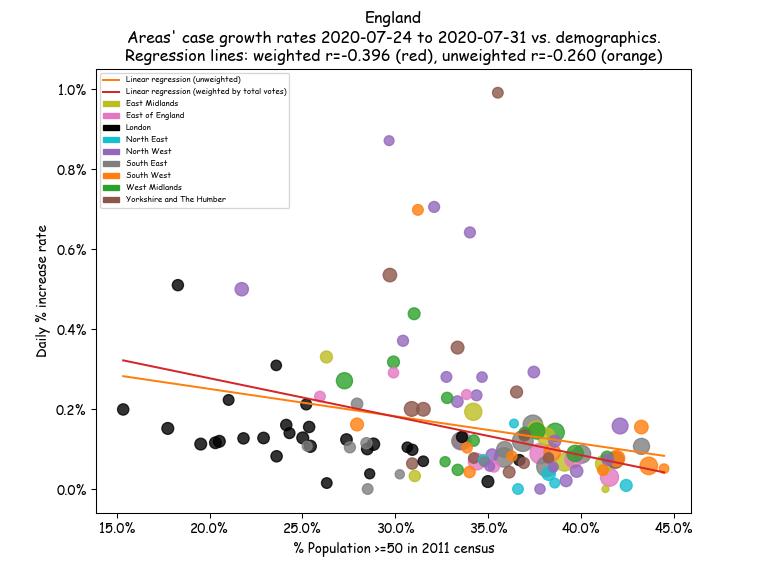 England
Areas' case growth rates 2020-07-24 to 2020-07-31 vs. demographics.
Regression lines: weighted r=-0.396 (red), unweighted r=-0.260 (orange)
Linear regression (unweighted)
Linear regression (weighted by total votes)
East Midlands
East of England
London
North East
North West
South East
South West
West Midlands
Yorkshire and The Humber
Daily % increase rate
1.0%
0.8%
0.6%
0.4%
0.2%
0.0%
15.0% 20.0% 25.0% 30.0% 35.0% 40.0% 45.0%
% Population >=50 in 2011 census